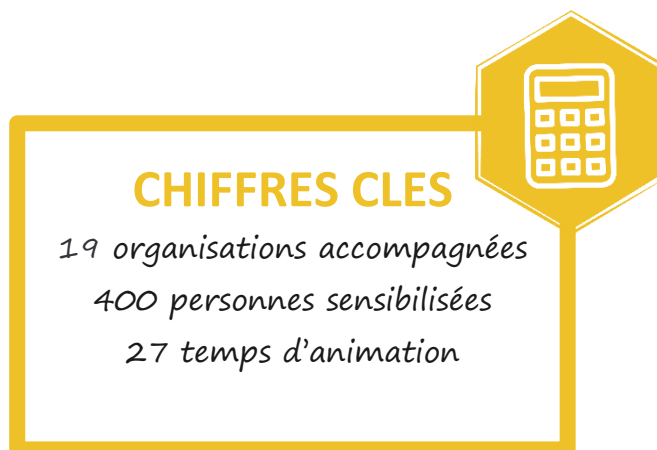 CHIFFRES CLES
19 organisations accompagnées
400 personnes sensibilisées
27 temps d'animation